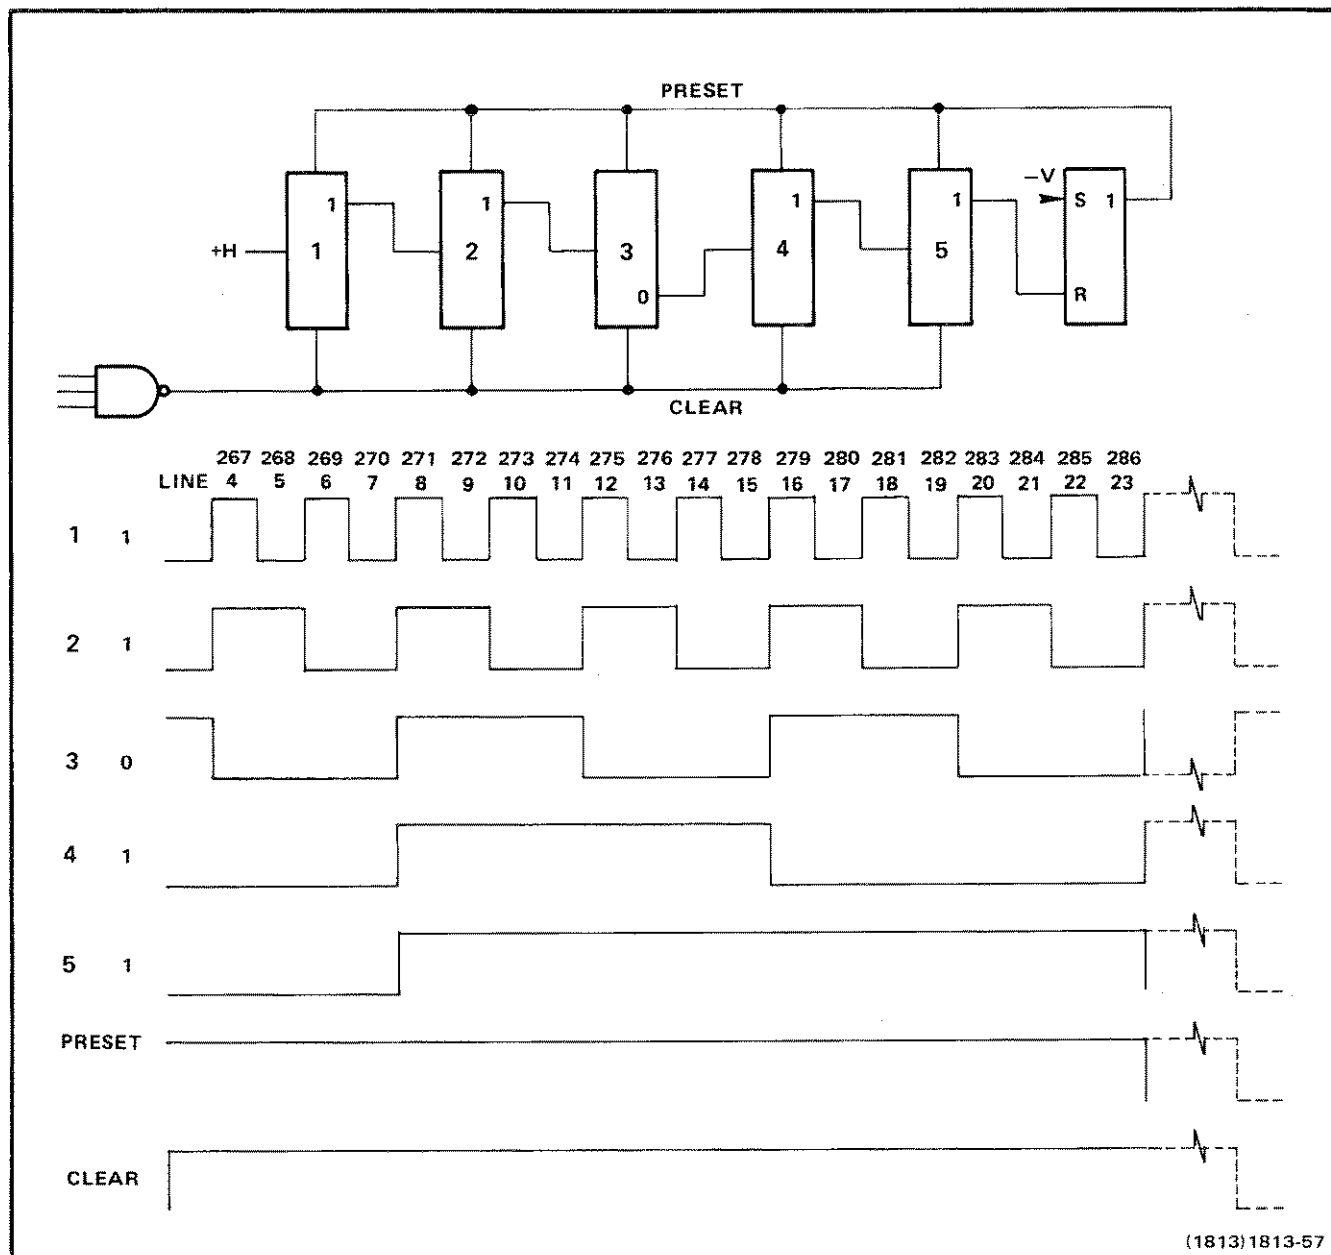 PRESET
−V
1 1 1 1 S 1
+H 1 2 3 4 5
0 R
CLEAR
267 268 269 270 271 272 273 274 275 276 277 278 279 280 281 282 283 284 285 286
LINE 4 5 6 7 8 9 10 11 12 13 14 15 16 17 18 19 20 21 22 23
1 1
2 1
3 0
4 1
5 1
PRESET
CLEAR
(1813)1813-57